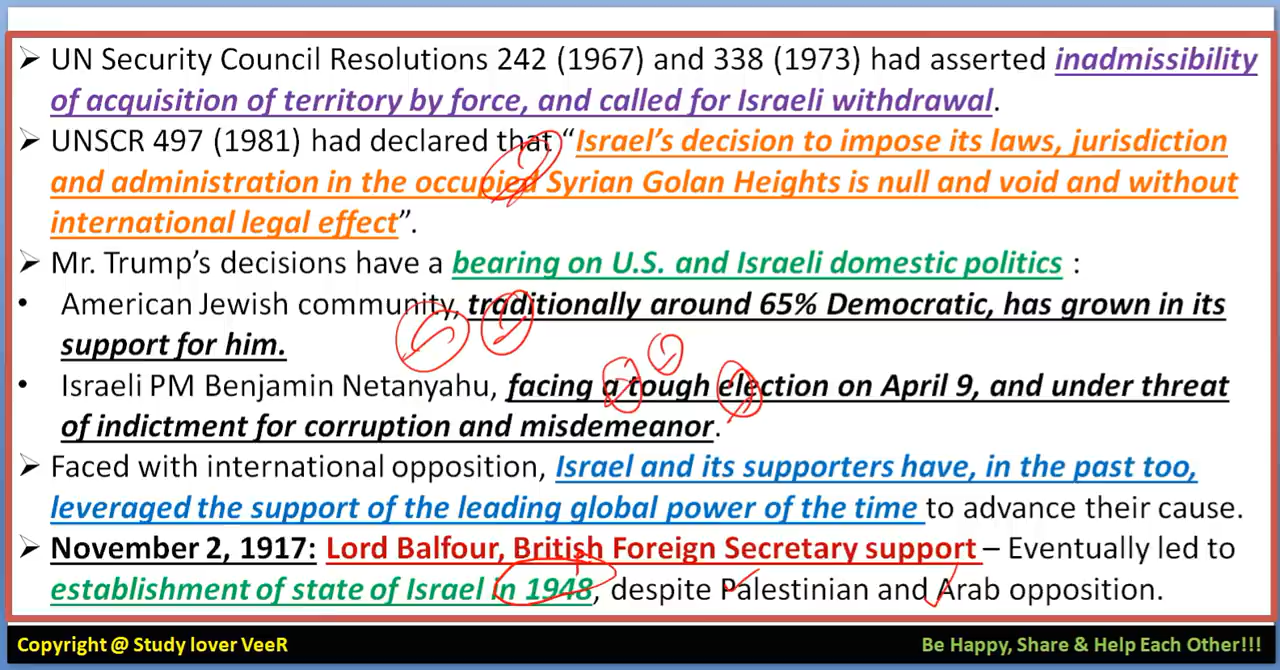 ➢ UN Security Council Resolutions 242 (1967) and 338 (1973) had asserted inadmissibility
of acquisition of territory by force, and called for Israeli withdrawal.
➢ UNSCR 497 (1981) had declared that “Israel’s decision to impose its laws, jurisdiction
and administration in the occupied Syrian Golan Heights is null and void and without
international legal effect”.
➢ Mr. Trump’s decisions have a bearing on U.S. and Israeli domestic politics :
• American Jewish community, traditionally around 65% Democratic, has grown in its
support for him.
• Israeli PM Benjamin Netanyahu, facing a tough election on April 9, and under threat
of indictment for corruption and misdemeanor.
➢ Faced with international opposition, Israel and its supporters have, in the past too,
leveraged the support of the leading global power of the time to advance their cause.
➢ November 2, 1917: Lord Balfour, British Foreign Secretary support – Eventually led to
establishment of state of Israel in 1948, despite Palestinian and Arab opposition.
Copyright @ Study lover VeeR
Be Happy, Share & Help Each Other!!!